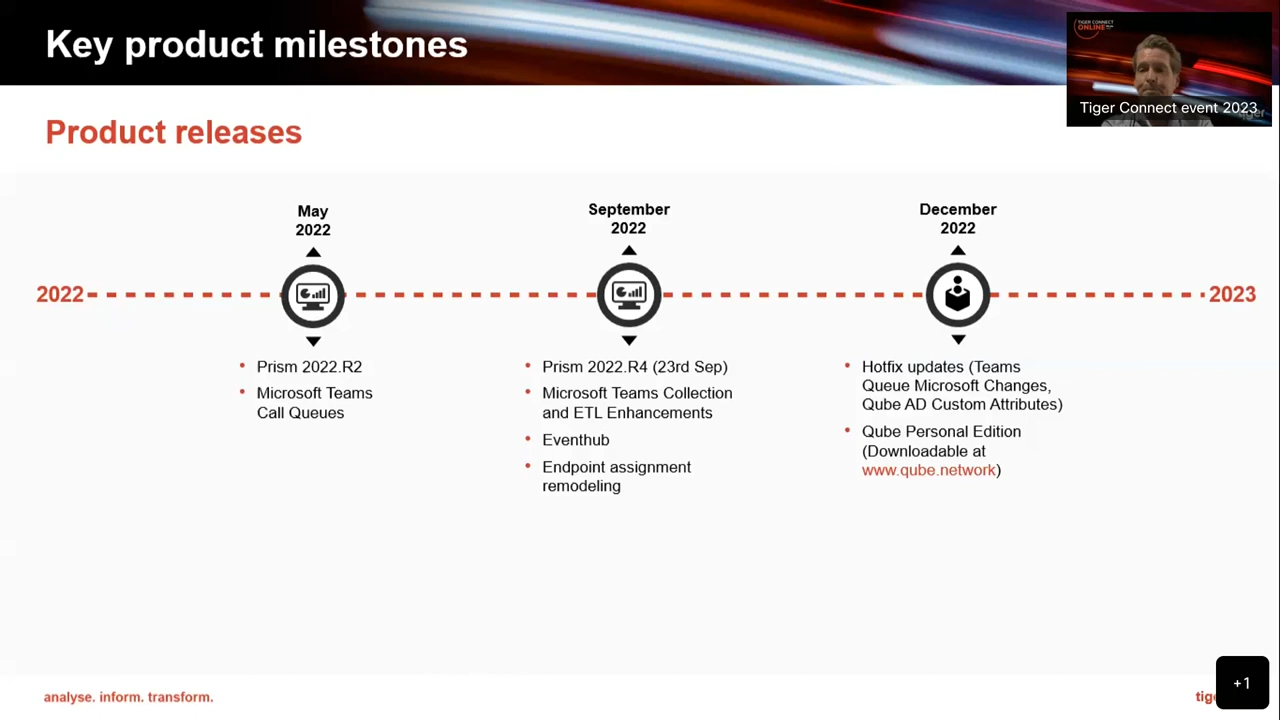 Key product milestones
TIGER CONNECT
ONLINE
Tiger Connect event 2023
Product releases
May
2022
September
2022
December
2022
2022
2023
• Prism 2022.R2
• Microsoft Teams
Call Queues
• Prism 2022.R4 (23rd Sep)
• Microsoft Teams Collection
and ETL Enhancements
• Eventhub
• Endpoint assignment
remodeling
• Hotfix updates (Teams
Queue Microsoft Changes,
Qube AD Custom Attributes)
• Qube Personal Edition
(Downloadable at
www.qube.network)
analyse. inform. transform.
+1